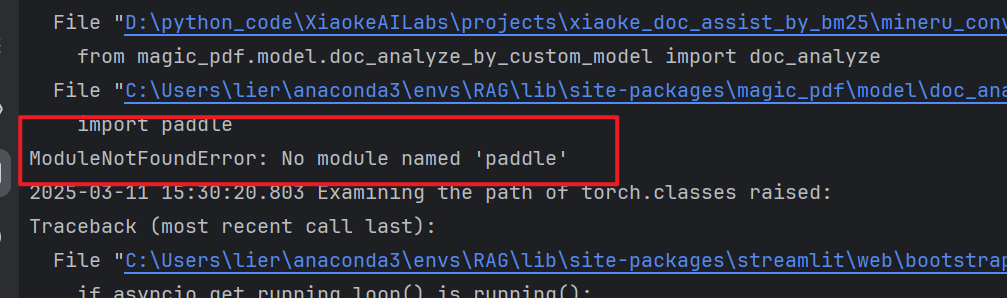 File "D:\python_code\XiaokeAILabs\projects\xiaoke_doc_assist_by_bm25\mineru_conv
from magic_pdf.model.doc_analyze_by_custom_model import doc_analyze
File "C:\Users\lier\anaconda3\envs\RAG\lib\site-packages\magic_pdf\model\doc_ana
import paddle
ModuleNotFoundError: No module named 'paddle'
2025-03-11 15:30:20.803 Examining the path of torch.classes raised:
Traceback (most recent call last):
File "C:\Users\lier\anaconda3\envs\RAG\lib\site-packages\streamlit\web\bootstrap
if asyncio.get_running_loop().is_running():